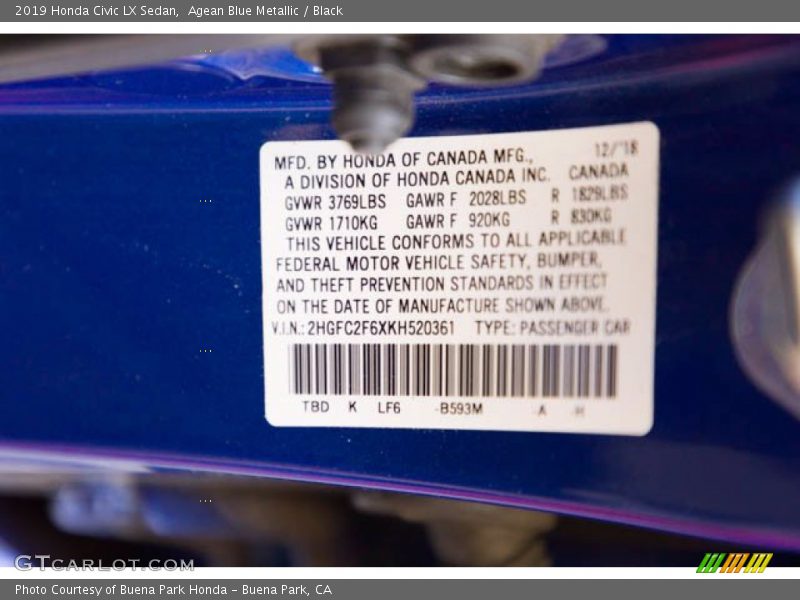 2019 Honda Civic LX Sedan, Agean Blue Metallic / Black
12/'18
MFD. BY HONDA OF CANADA MFG.,
A DIVISION OF HONDA CANADA INC. CANADA
GVWR 3769LBS GAWR F 2028LBS R 1829LBS
GVWR 1710KG GAWR F 920KG R 830KG
THIS VEHICLE CONFORMS TO ALL APPLICABLE
FEDERAL MOTOR VEHICLE SAFETY, BUMPER,
AND THEFT PREVENTION STANDARDS IN EFFECT
ON THE DATE OF MANUFACTURE SHOWN ABOVE.
V.I.N.: 2HGFC2F6XKH520361 TYPE: PASSENGER CAR
TBD K LF6 -B593M -A -H
GTCARLOT.COM
Photo Courtesy of Buena Park Honda - Buena Park, CA